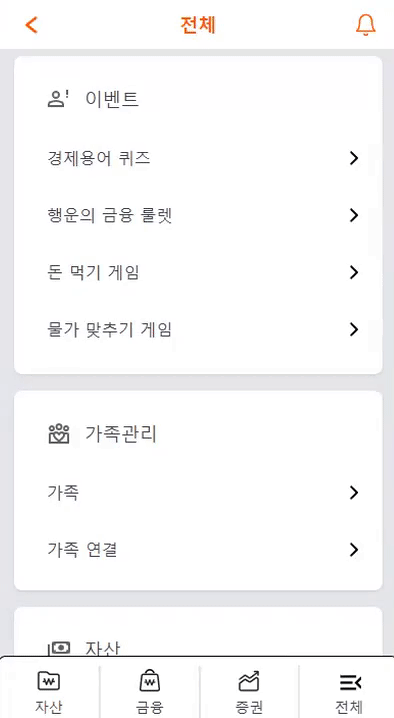 전체
이벤트
경제용어 퀴즈
행운의 금융 룰렛
돈 먹기 게임
물가 맞추기 게임
가족관리
가족
가족 연결
자산
자산 금융 증권 전체